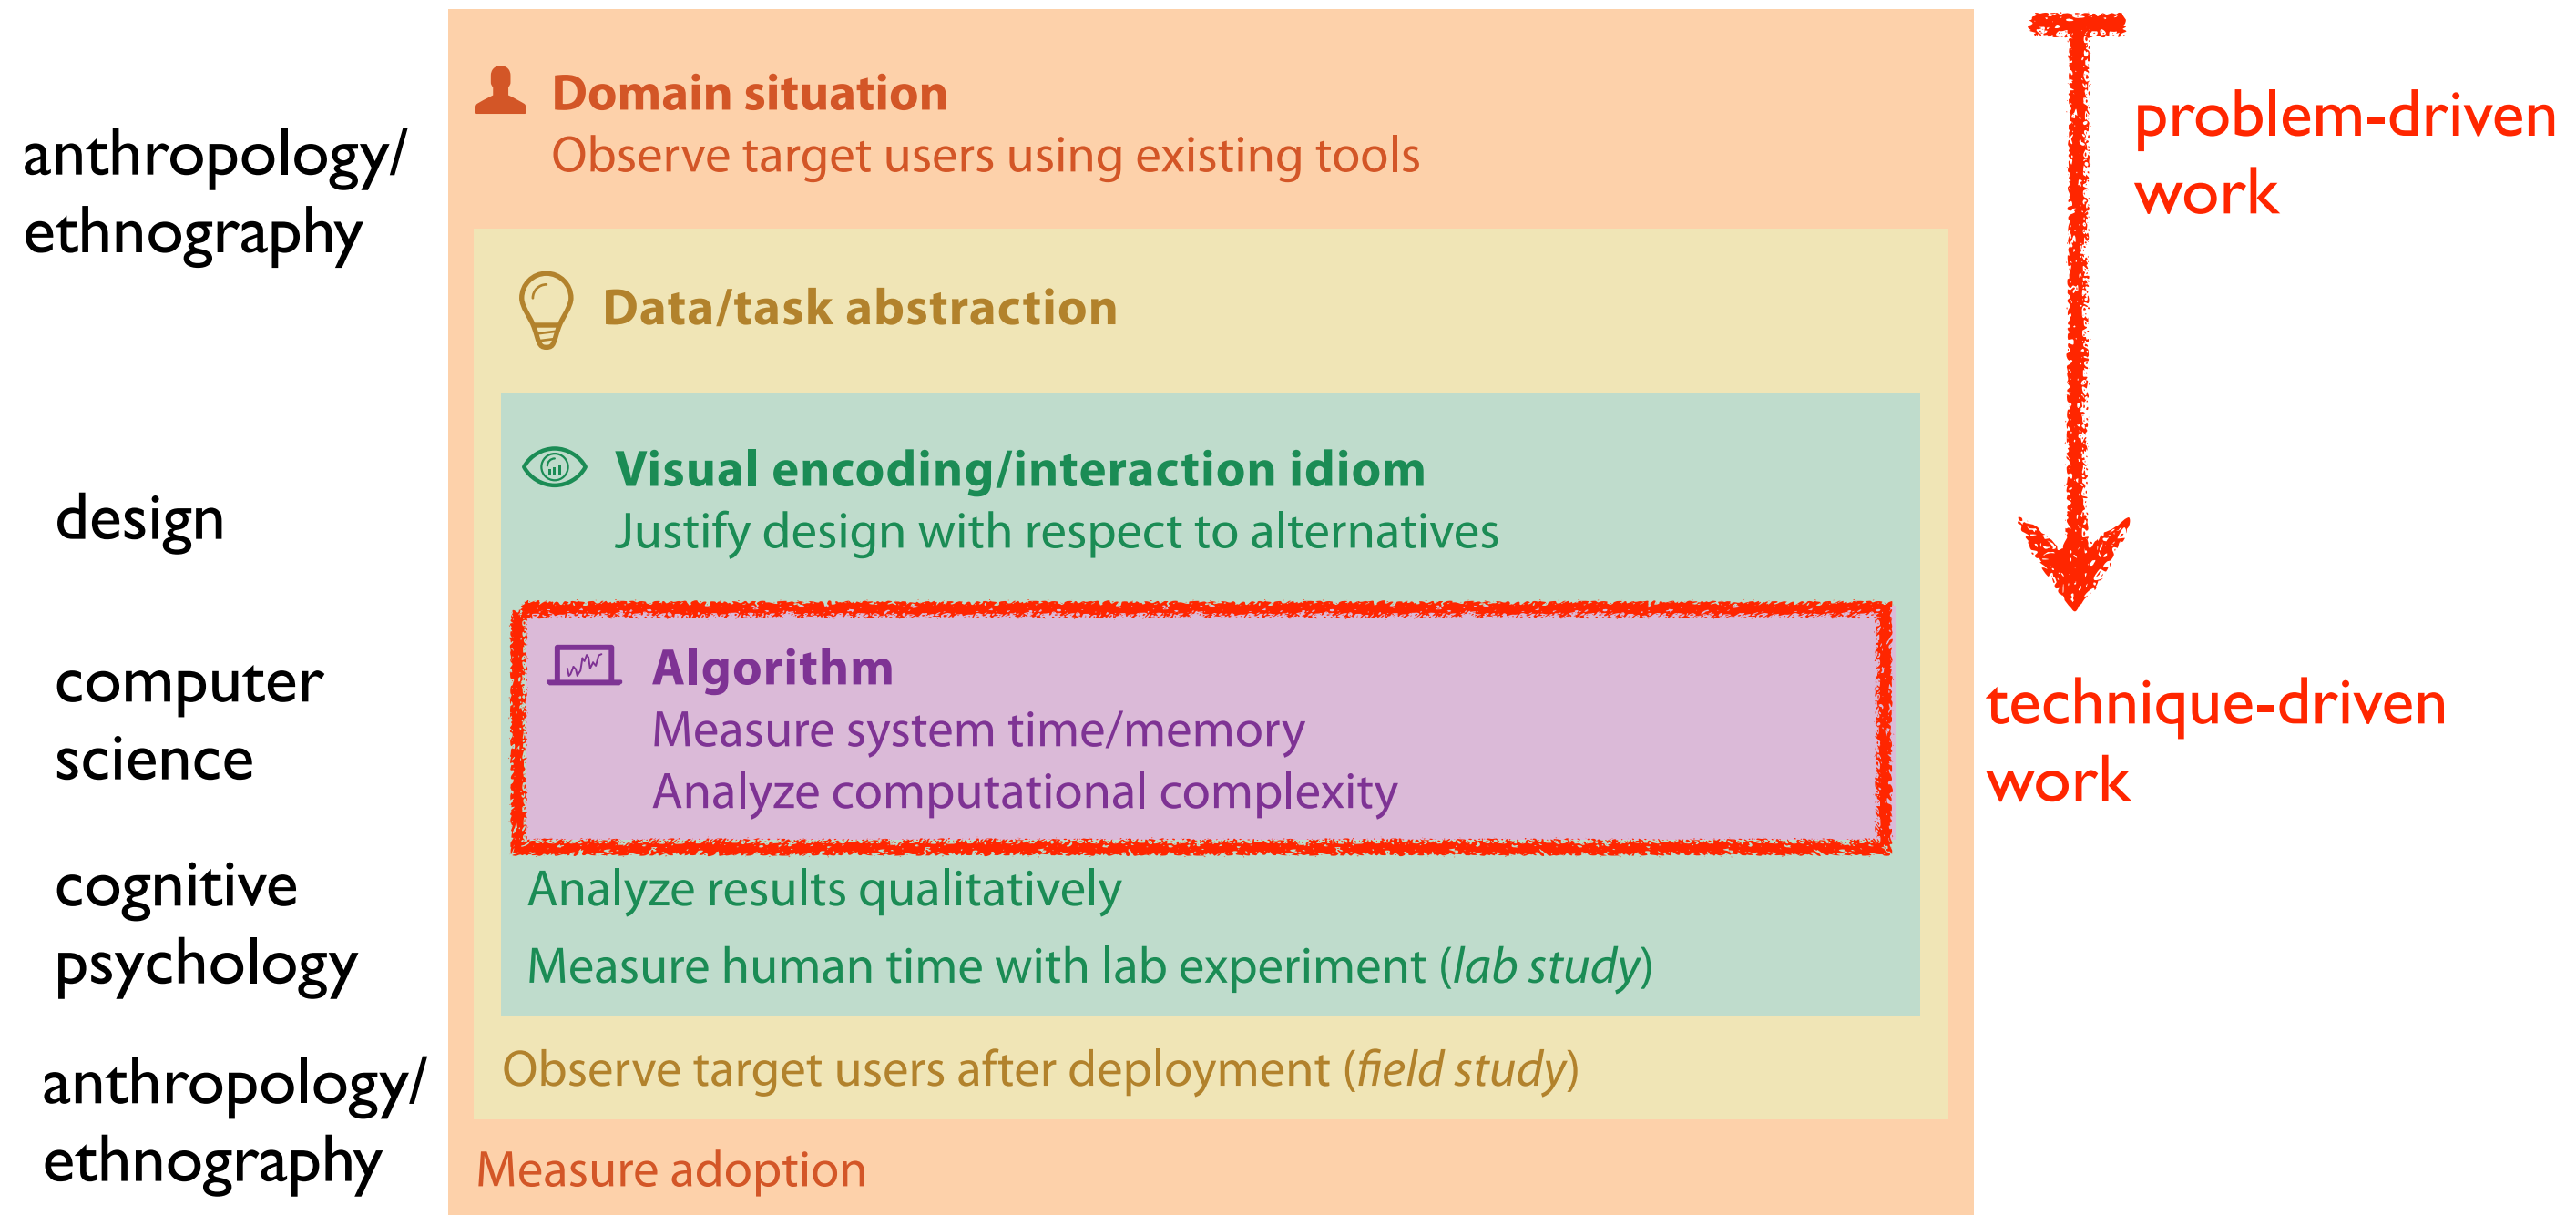 anthropology/
ethnography
Domain situation
Observe target users using existing tools
problem-driven
work
Data/task abstraction
design
Visual encoding/interaction idiom
Justify design with respect to alternatives
computer
science
Algorithm
Measure system time/memory
Analyze computational complexity
technique-driven
work
cognitive
psychology
Analyze results qualitatively
Measure human time with lab experiment (lab study)
anthropology/
ethnography
Observe target users after deployment (field study)
Measure adoption